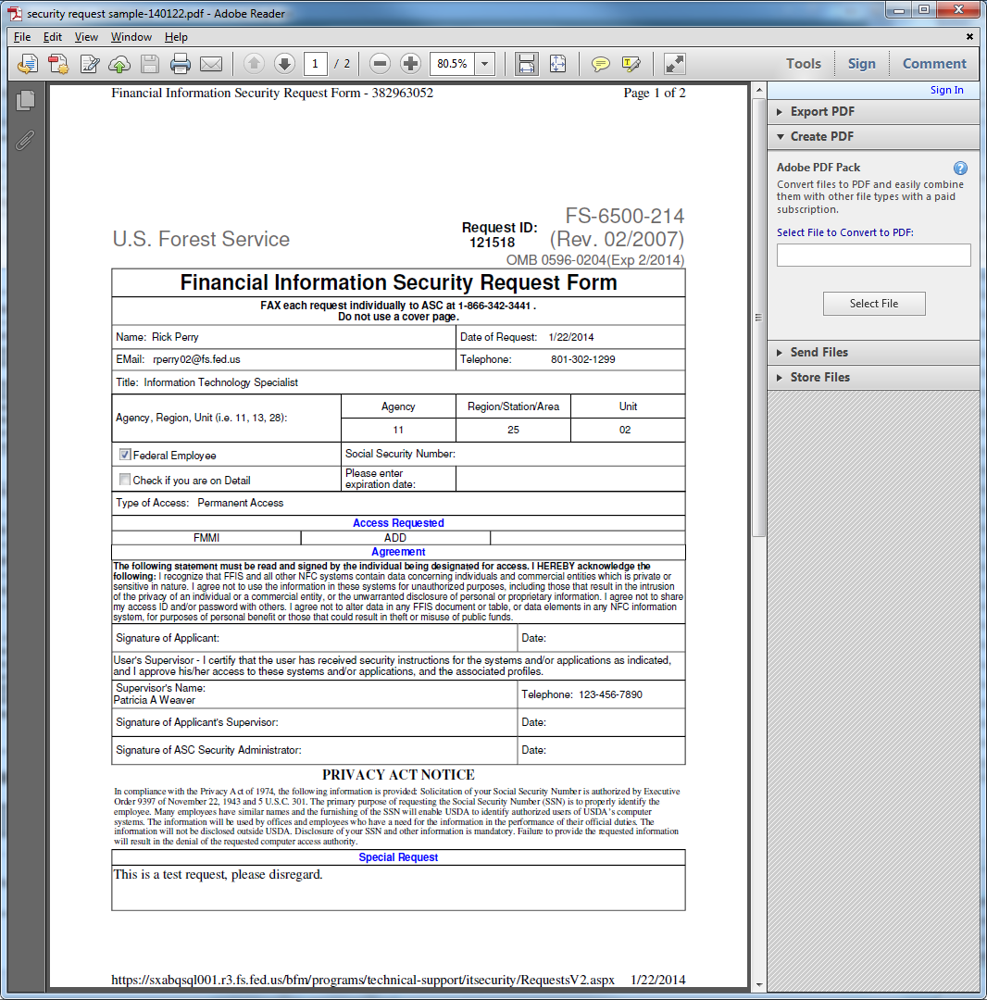 security request sample-140122.pdf - Adobe Reader
File Edit View Window Help
1 / 2 80.5% Tools Sign Comment
Sign In
Export PDF
Create PDF
Adobe PDF Pack
Convert files to PDF and easily combine
them with other file types with a paid
subscription.
Select File to Convert to PDF:
Select File
Send Files
Store Files
Financial Information Security Request Form - 382963052 Page 1 of 2
U.S. Forest Service
Request ID:
121518
FS-6500-214
(Rev. 02/2007)
OMB 0596-0204(Exp 2/2014)
Financial Information Security Request Form
FAX each request individually to ASC at 1-866-342-3441 .
Do not use a cover page.
Name: Rick Perry Date of Request: 1/22/2014
EMail: rperry02@fs.fed.us Telephone: 801-302-1299
Title: Information Technology Specialist
Agency, Region, Unit (i.e. 11, 13, 28):
Agency Region/Station/Area Unit
11 25 02
Federal Employee Social Security Number:
Check if you are on Detail
Please enter
expiration date:
Type of Access: Permanent Access
Access Requested
FMMI ADD
Agreement
The following statement must be read and signed by the individual being designated for access. I HEREBY acknowledge the
following: I recognize that FFIS and all other NFC systems contain data concerning individuals and commercial entities which is private or
sensitive in nature. I agree not to use the information in these systems for unauthorized purposes, including those that result in the intrusion
of the privacy of an individual or a commercial entity, or the unwarranted disclosure of personal or proprietary information. I agree not to share
my access ID and/or password with others. I agree not to alter data in any FFIS document or table, or data elements in any NFC information
system, for purposes of personal benefit or those that could result in theft or misuse of public funds.
Signature of Applicant: Date:
User's Supervisor - I certify that the user has received security instructions for the systems and/or applications as indicated,
and I approve his/her access to these systems and/or applications, and the associated profiles.
Supervisor's Name:
Patricia A Weaver
Telephone: 123-456-7890
Signature of Applicant's Supervisor: Date:
Signature of ASC Security Administrator: Date:
PRIVACY ACT NOTICE
In compliance with the Privacy Act of 1974, the following information is provided: Solicitation of your Social Security Number is authorized by Executive
Order 9397 of November 22, 1943 and 5 U.S.C. 301. The primary purpose of requesting the Social Security Number (SSN) is to properly identify the
employee. Many employees have similar names and the furnishing of the SSN will enable USDA to identify authorized users of USDA's computer
systems. The information will be used by offices and employees who have a need for the information in the performance of their official duties. The
information will not be disclosed outside USDA. Disclosure of your SSN and other information is mandatory. Failure to provide the requested information
will result in the denial of the requested computer access authority.
Special Request
This is a test request, please disregard.
https://sxabqsql001.r3.fs.fed.us/bfm/programs/technical-support/itsecurity/RequestsV2.aspx 1/22/2014